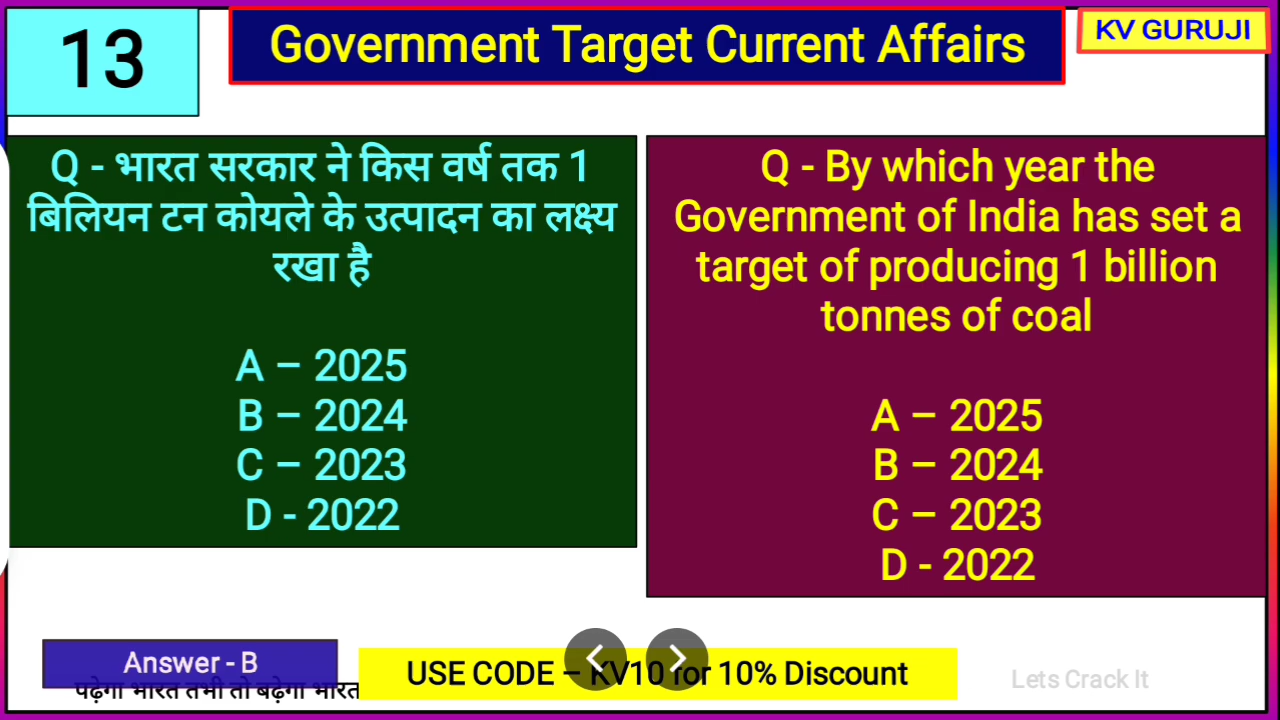 13
Government Target Current Affairs
KV GURUJI
Q - भारत सरकार ने किस वर्ष तक 1
बिलियन टन कोयले के उत्पादन का लक्ष्य
रखा है
A – 2025
B – 2024
C – 2023
D - 2022
Q - By which year the
Government of India has set a
target of producing 1 billion
tonnes of coal
A – 2025
B – 2024
C – 2023
D - 2022
Answer - B
पढ़ेगा भारत तभी तो बढ़ेगा भारत
USE CODE – KV10 for 10% Discount
Lets Crack It